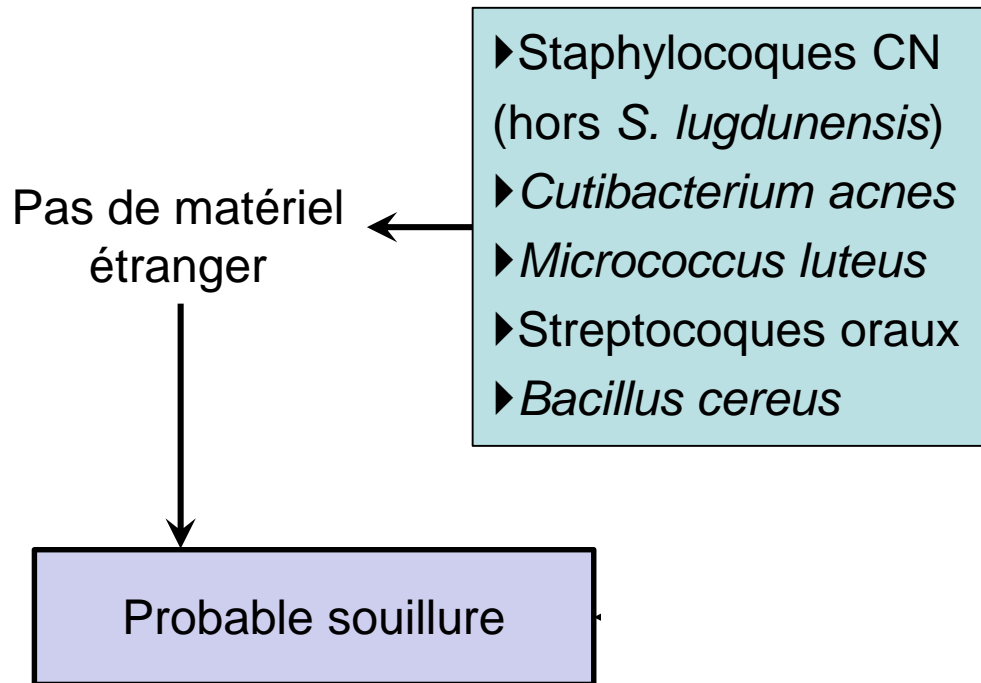 ▶Staphylocoques CN
(hors S. lugdunensis)
▶Cutibacterium acnes
▶Micrococcus luteus
▶Streptocoques oraux
▶Bacillus cereus
Pas de matériel
étranger
Probable souillure